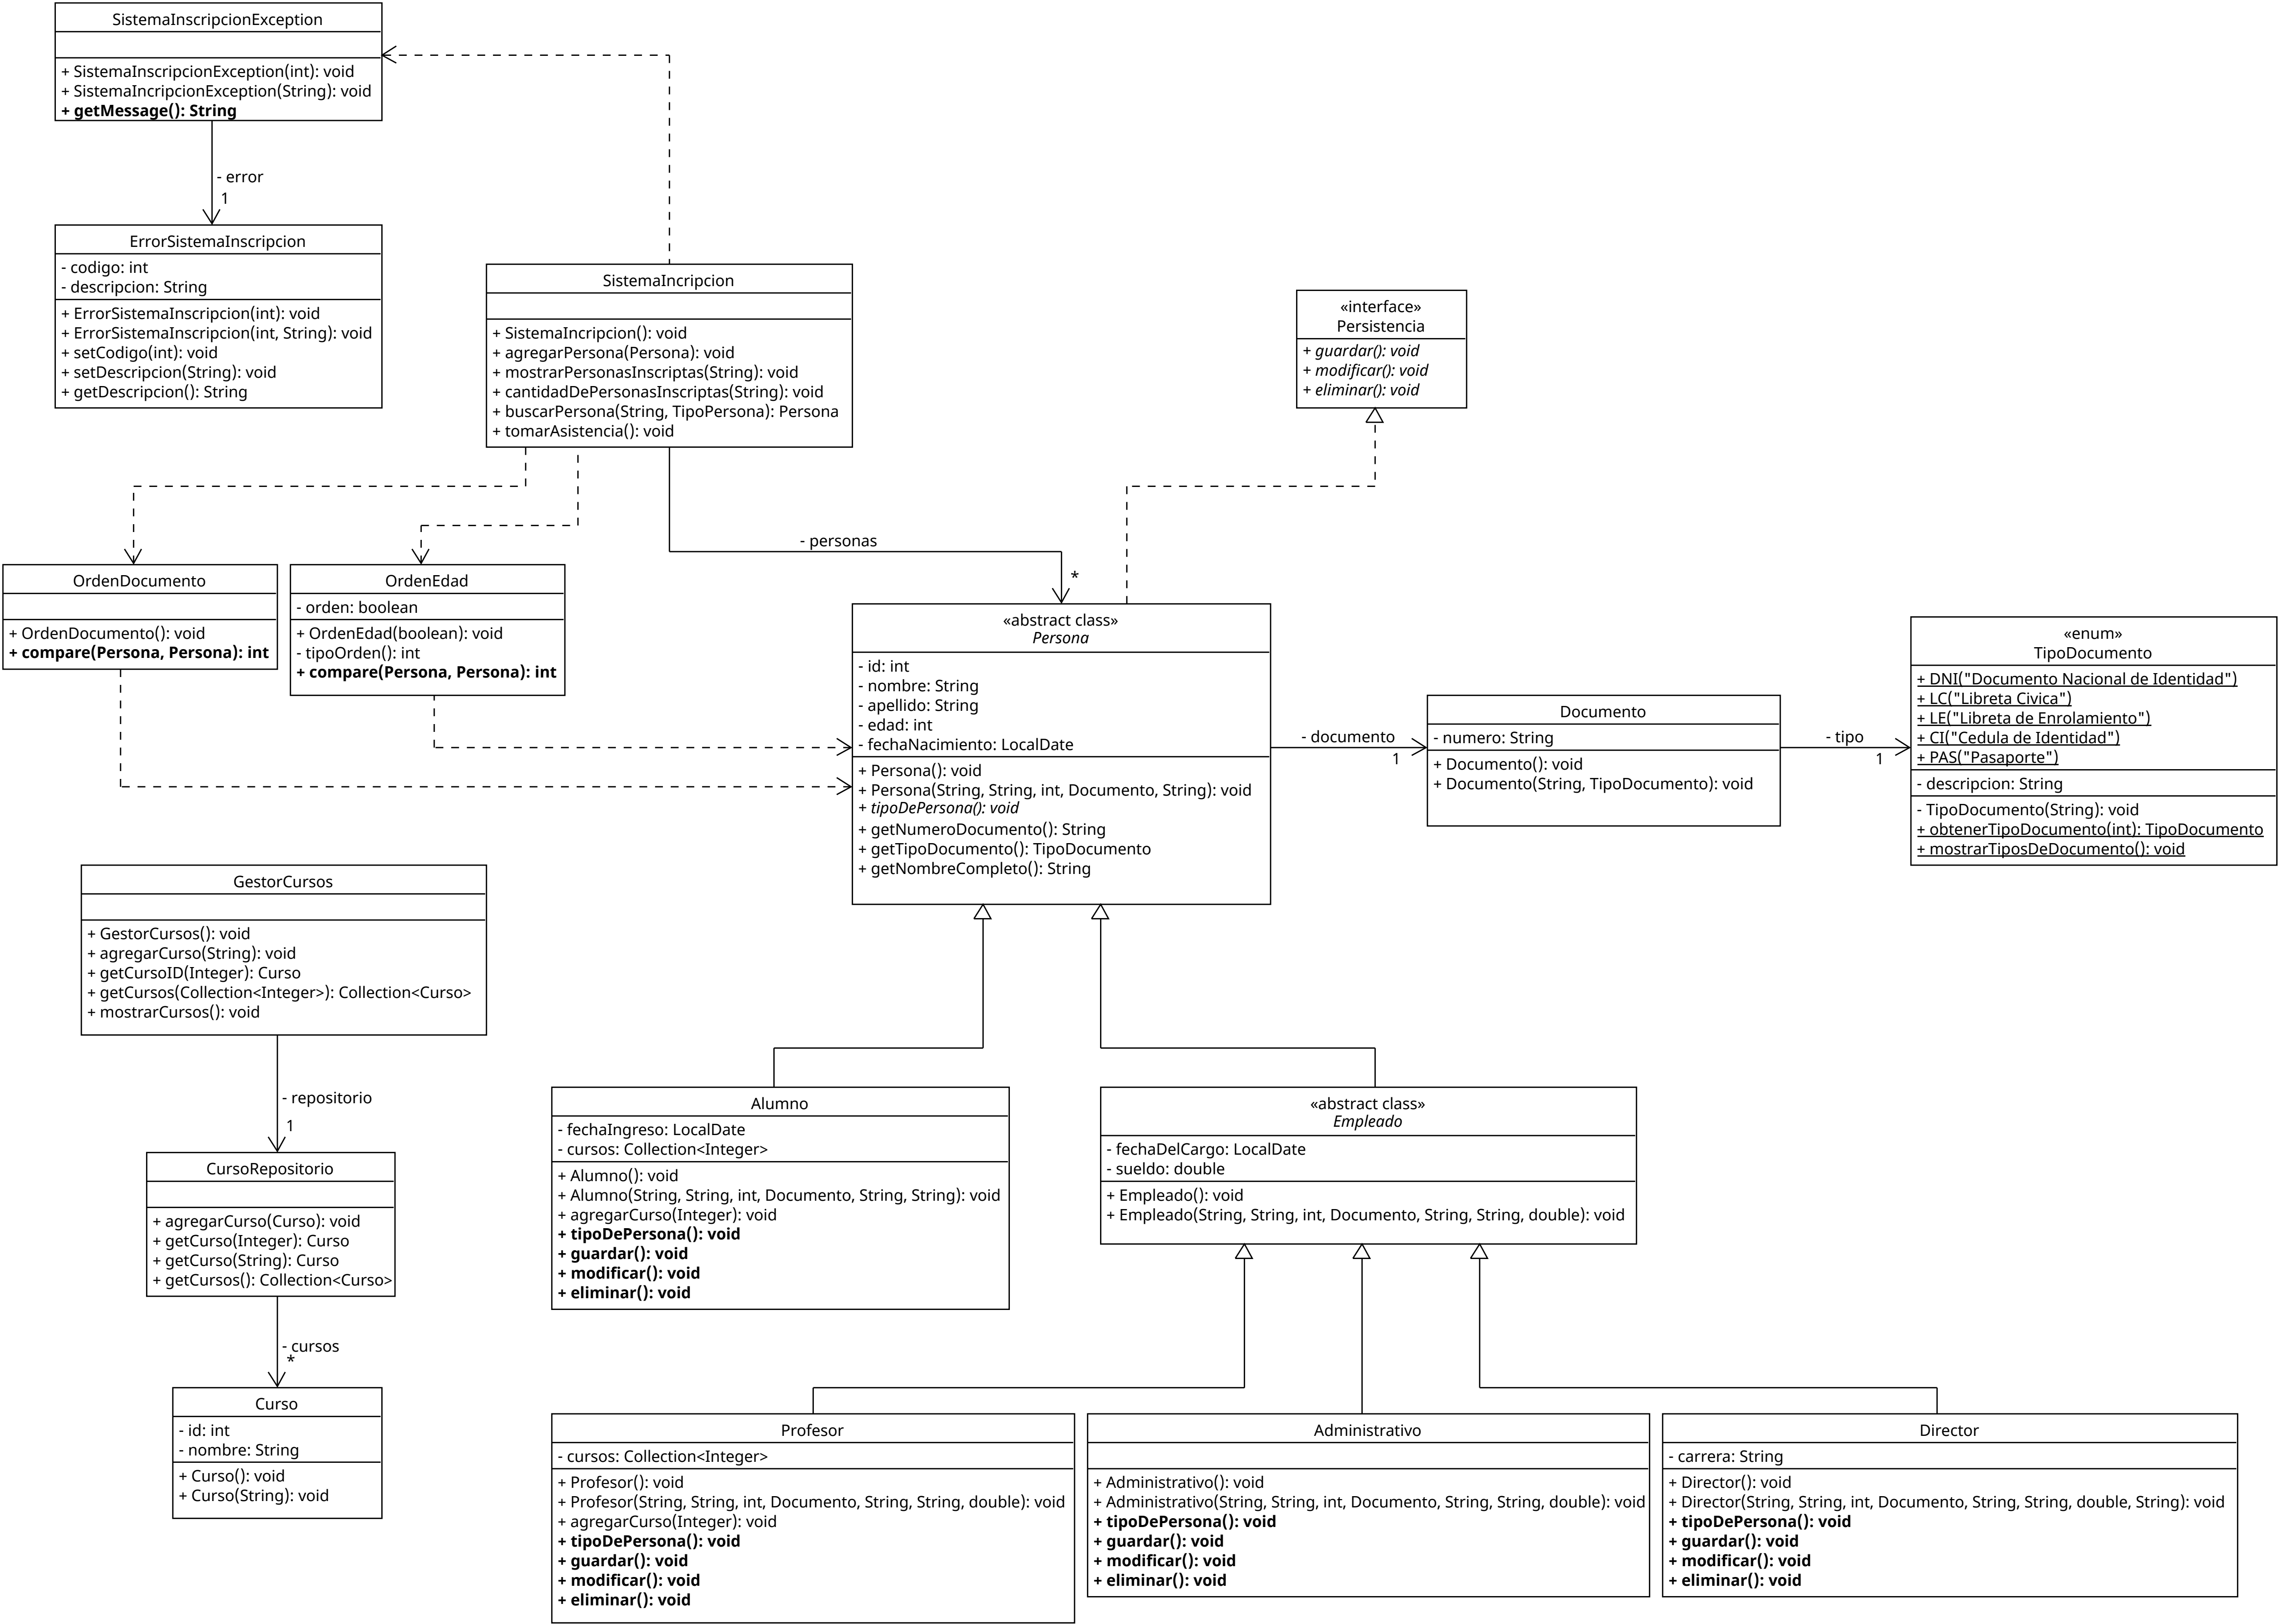 SistemaInscripcionException
+ SistemaInscripcionException(int): void
+ SistemaIncripcionException(String): void
+ getMessage(): String
- error
1
ErrorSistemaInscripcion
- codigo: int
- descripcion: String
+ ErrorSistemaInscripcion(int): void
+ ErrorSistemaInscripcion(int, String): void
+ setCodigo(int): void
+ setDescripcion(String): void
+ getDescripcion(): String
SistemaIncripcion
+ SistemaIncripcion(): void
+ agregarPersona(Persona): void
+ mostrarPersonasInscriptas(String): void
+ cantidadDePersonasInscriptas(String): void
+ buscarPersona(String, TipoPersona): Persona
+ tomarAsistencia(): void
«interface»
Persistencia
+ guardar(): void
+ modificar(): void
+ eliminar(): void
- personas
*
OrdenDocumento
+ OrdenDocumento(): void
+ compare(Persona, Persona): int
OrdenEdad
- orden: boolean
+ OrdenEdad(boolean): void
- tipoOrden(): int
+ compare(Persona, Persona): int
«abstract class»
Persona
- id: int
- nombre: String
- apellido: String
- edad: int
- fechaNacimiento: LocalDate
+ Persona(): void
+ Persona(String, String, int, Documento, String): void
+ tipoDePersona(): void
+ getNumeroDocumento(): String
+ getTipoDocumento(): TipoDocumento
+ getNombreCompleto(): String
- documento
1
Documento
- numero: String
+ Documento(): void
+ Documento(String, TipoDocumento): void
- tipo
1
«enum»
TipoDocumento
+ DNI("Documento Nacional de Identidad")
+ LC("Libreta Civica")
+ LE("Libreta de Enrolamiento")
+ CI("Cedula de Identidad")
+ PAS("Pasaporte")
- descripcion: String
- TipoDocumento(String): void
+ obtenerTipoDocumento(int): TipoDocumento
+ mostrarTiposDeDocumento(): void
GestorCursos
+ GestorCursos(): void
+ agregarCurso(String): void
+ getCursoID(Integer): Curso
+ getCursos(Collection<Integer>): Collection<Curso>
+ mostrarCursos(): void
- repositorio
1
CursoRepositorio
+ agregarCurso(Curso): void
+ getCurso(Integer): Curso
+ getCurso(String): Curso
+ getCursos(): Collection<Curso>
- cursos
*
Curso
- id: int
- nombre: String
+ Curso(): void
+ Curso(String): void
Alumno
- fechaIngreso: LocalDate
- cursos: Collection<Integer>
+ Alumno(): void
+ Alumno(String, String, int, Documento, String, String): void
+ agregarCurso(Integer): void
+ tipoDePersona(): void
+ guardar(): void
+ modificar(): void
+ eliminar(): void
«abstract class»
Empleado
- fechaDelCargo: LocalDate
- sueldo: double
+ Empleado(): void
+ Empleado(String, String, int, Documento, String, String, double): void
Profesor
- cursos: Collection<Integer>
+ Profesor(): void
+ Profesor(String, String, int, Documento, String, String, double): void
+ agregarCurso(Integer): void
+ tipoDePersona(): void
+ guardar(): void
+ modificar(): void
+ eliminar(): void
Administrativo
+ Administrativo(): void
+ Administrativo(String, String, int, Documento, String, String, double): void
+ tipoDePersona(): void
+ guardar(): void
+ modificar(): void
+ eliminar(): void
Director
- carrera: String
+ Director(): void
+ Director(String, String, int, Documento, String, String, double, String): void
+ tipoDePersona(): void
+ guardar(): void
+ modificar(): void
+ eliminar(): void